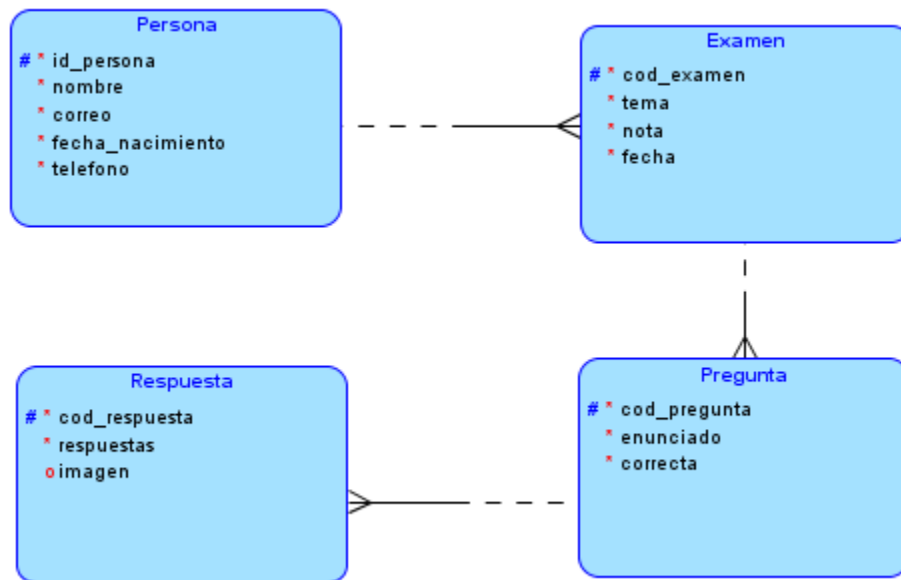 Persona
# * id_persona
* nombre
* correo
* fecha_nacimiento
* telefono
Examen
# * cod_examen
* tema
* nota
* fecha
Respuesta
# * cod_respuesta
* respuestas
o imagen
Pregunta
# * cod_pregunta
* enunciado
* correcta